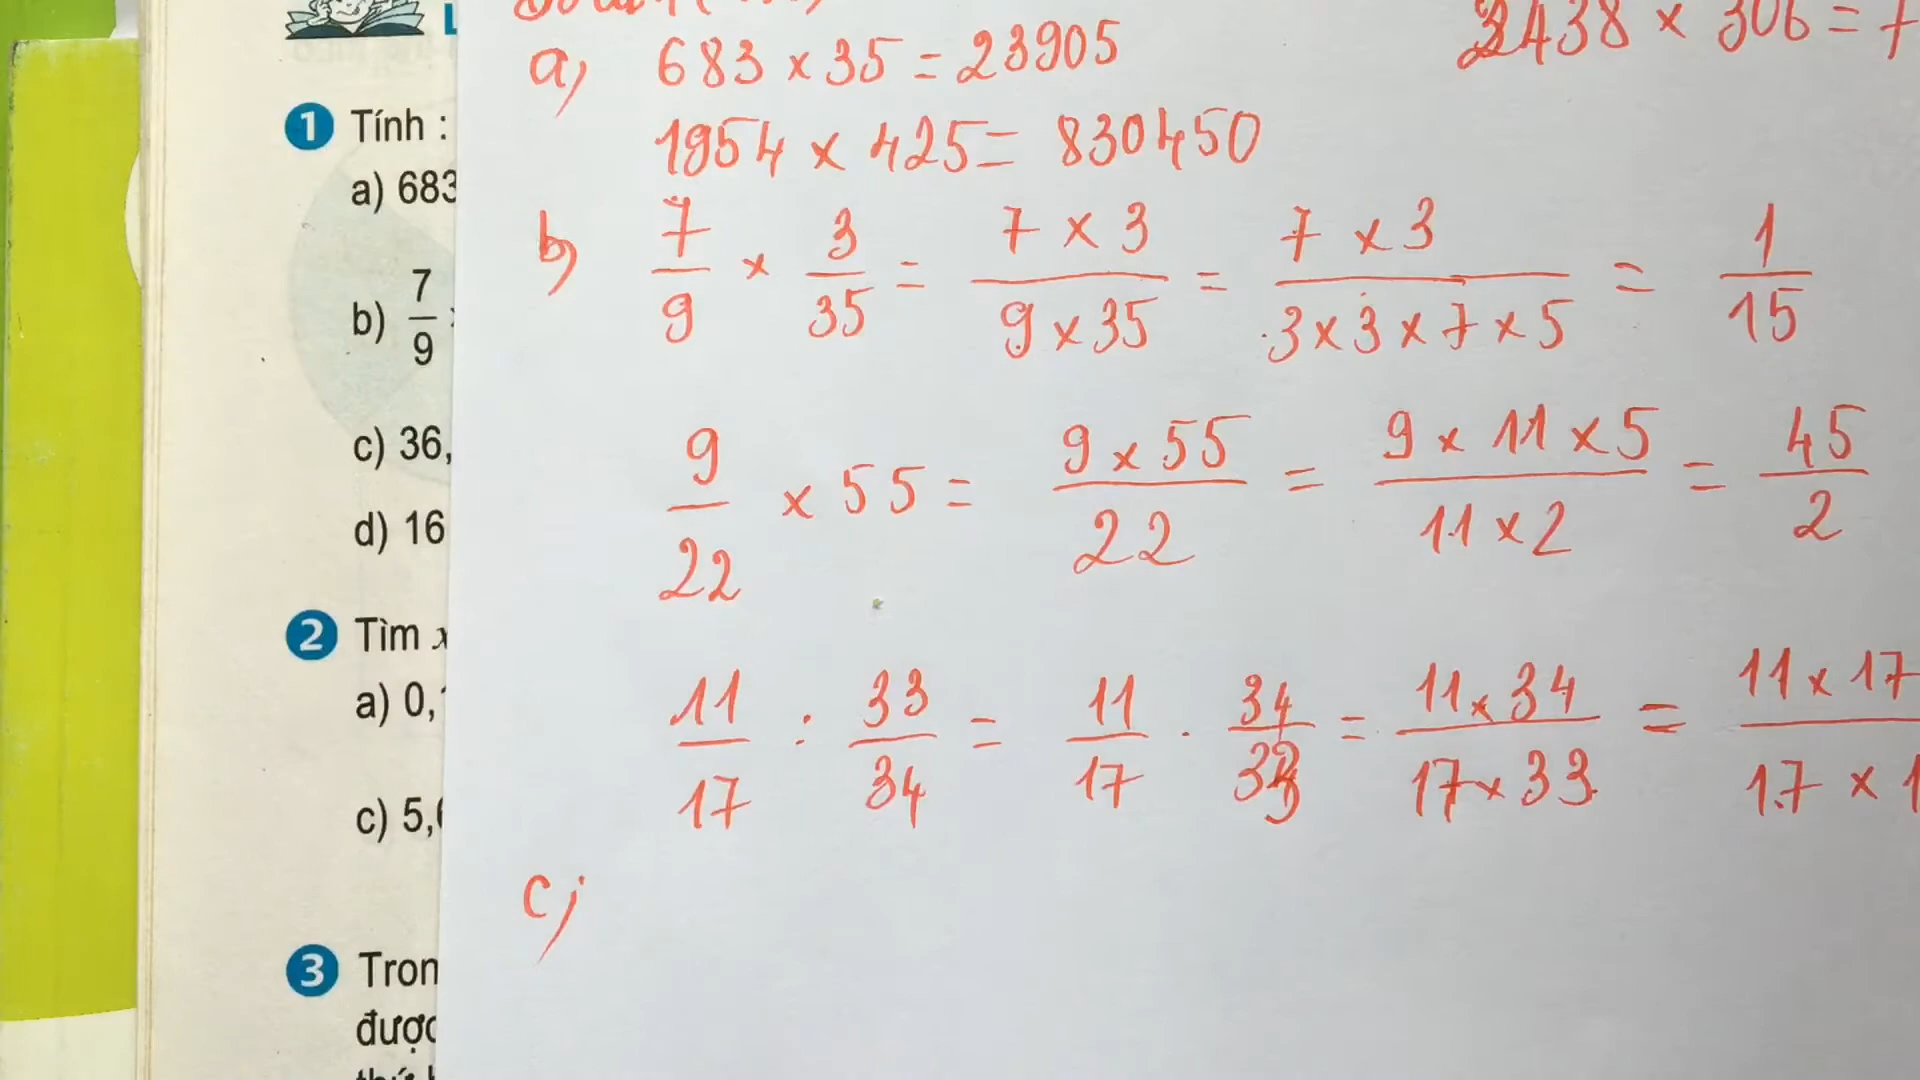 1 Tính :
a) 683
b) 7/9
c) 36,
d) 16
2 Tìm x
a) 0,
c) 5,
3 Tron
được
a) 683 × 35 = 23905
2438 × 306 = 7
1954 × 425 = 830450
b) 7/9 × 3/35 = 7 × 3 / 9 × 35 = 7 × 3 / 3 × 3 × 7 × 5 = 1/15
9/22 × 55 = 9 × 55 / 22 = 9 × 11 × 5 / 11 × 2 = 45/2
11/17 : 33/34 = 11/17 . 34/33 = 11 × 34 / 17 × 33 = 11 × 17 / 17 × 1
c)